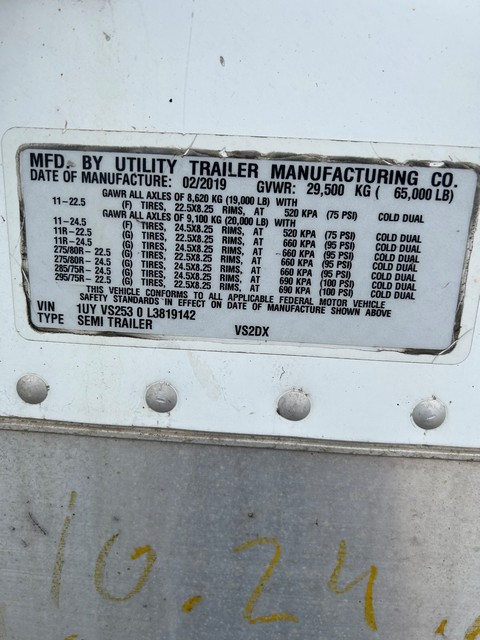 MFD. BY UTILITY TRAILER MANUFACTURING CO.
DATE OF MANUFACTURE: 02/2019 GVWR: 29,500 KG ( 65,000 LB)
GAWR ALL AXLES OF 8,620 KG (19,000 LB) WITH
11-22.5 (F) TIRES, 22.5X8.25 RIMS, AT 520 KPA (75 PSI) COLD DUAL
GAWR ALL AXLES OF 9,100 KG (20,000 LB) WITH
11-24.5 (F) TIRES, 24.5X8.25 RIMS, AT 520 KPA (75 PSI) COLD DUAL
11R-22.5 (G) TIRES, 22.5X8.25 RIMS, AT 660 KPA (95 PSI) COLD DUAL
11R-24.5 (G) TIRES, 24.5X8.25 RIMS, AT 660 KPA (95 PSI) COLD DUAL
275/80R - 22.5 (G) TIRES, 22.5X8.25 RIMS, AT 660 KPA (95 PSI) COLD DUAL
275/80R - 24.5 (G) TIRES, 24.5X8.25 RIMS, AT 660 KPA (95 PSI) COLD DUAL
285/75R - 24.5 (G) TIRES, 24.5X8.25 RIMS, AT 690 KPA (100 PSI) COLD DUAL
295/75R - 22.5 (G) TIRES, 22.5X8.25 RIMS, AT 690 KPA (100 PSI) COLD DUAL
THIS VEHICLE CONFORMS TO ALL APPLICABLE FEDERAL MOTOR VEHICLE
SAFETY STANDARDS IN EFFECT ON DATE OF MANUFACTURE SHOWN ABOVE
VIN 1UY VS253 0 L3819142
TYPE SEMI TRAILER VS2DX
10.24.